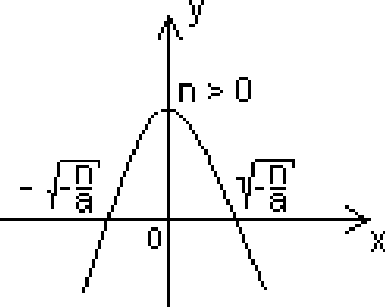 y
n > 0
-√(-n/a) √(-n/a)
0
x